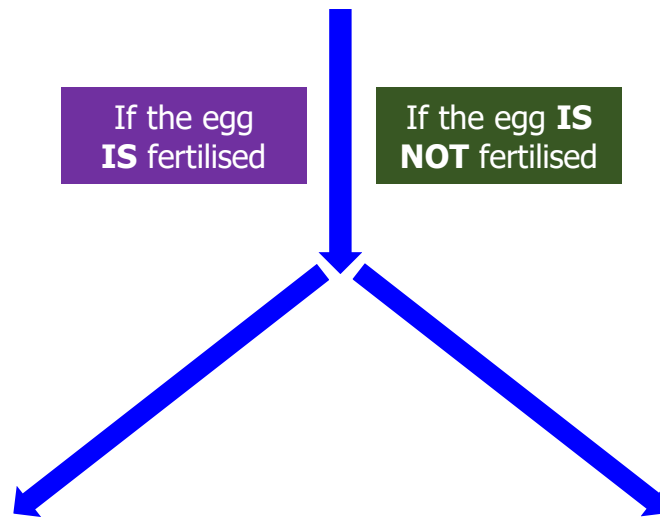 If the egg
IS fertilised
If the egg IS
NOT fertilised